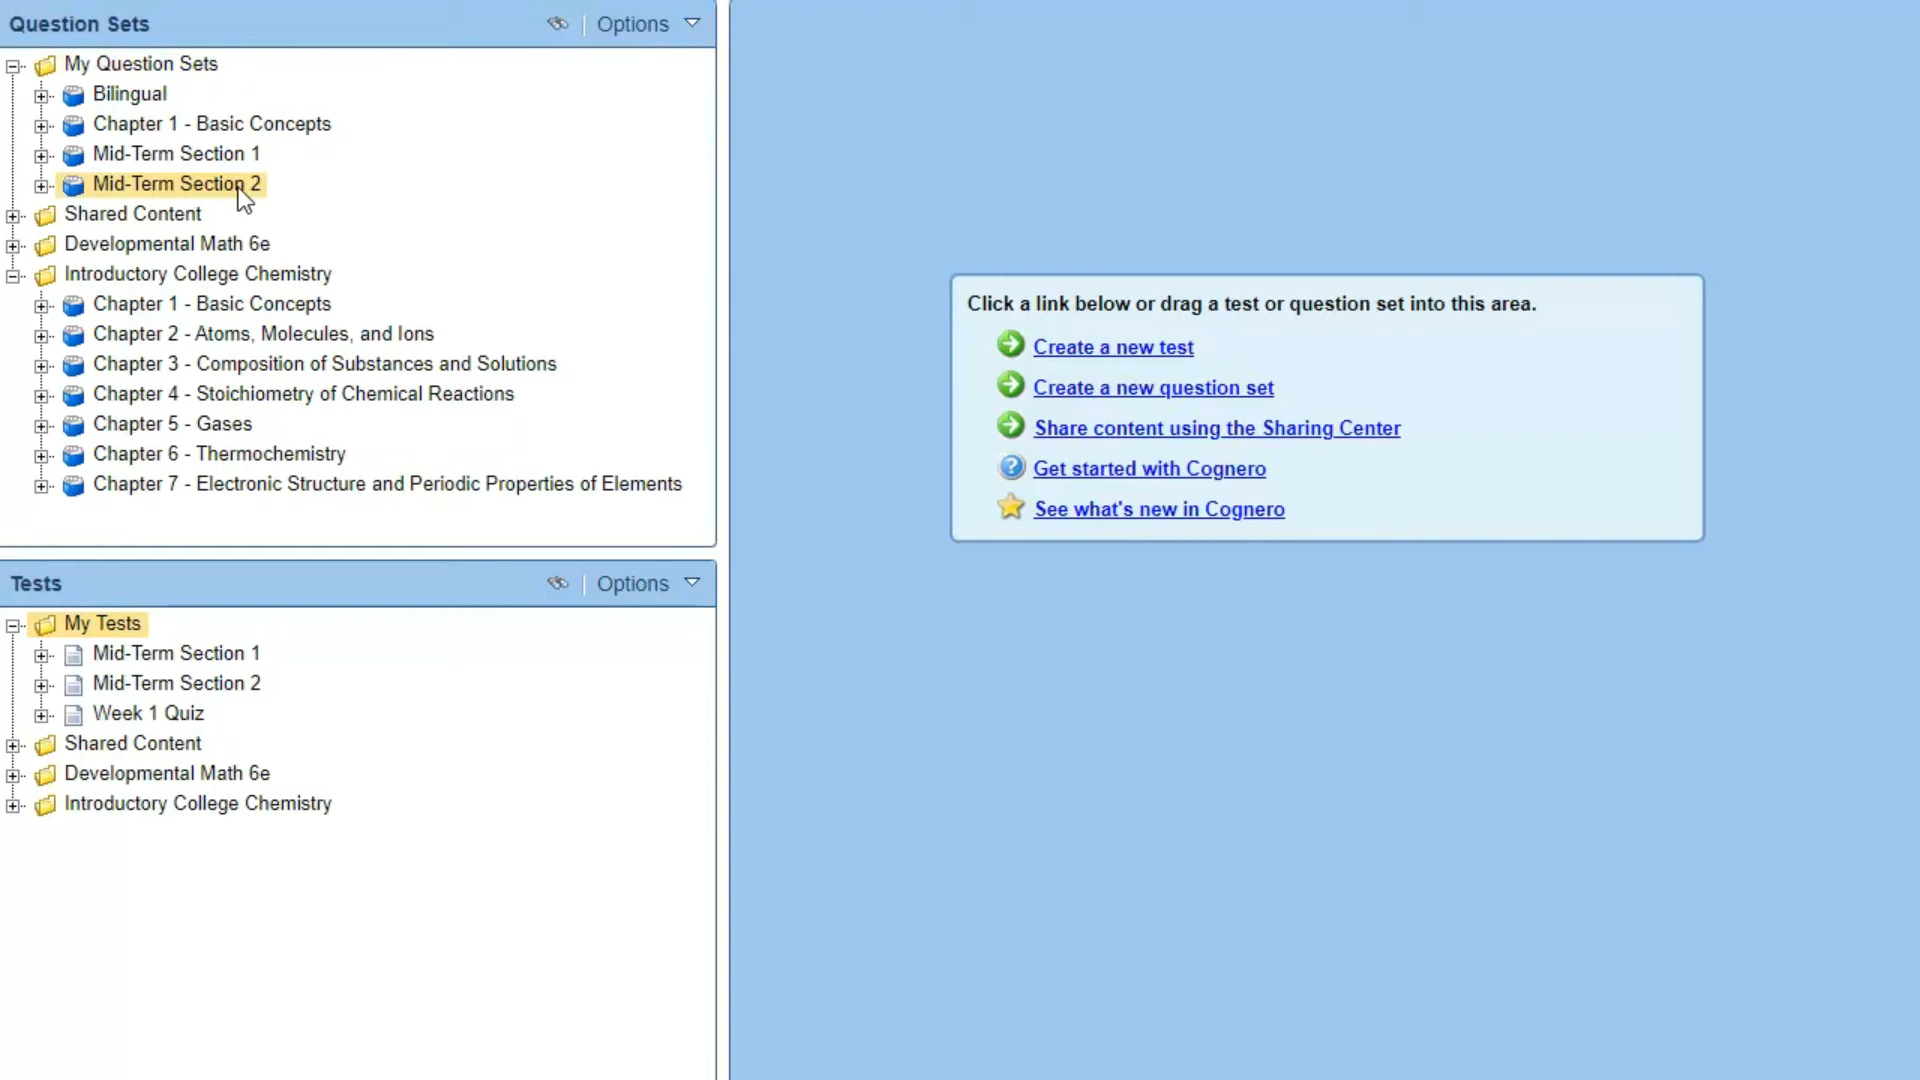 Question Sets
Options
My Question Sets
Bilingual
Chapter 1 - Basic Concepts
Mid-Term Section 1
Mid-Term Section 2
Shared Content
Developmental Math 6e
Introductory College Chemistry
Chapter 1 - Basic Concepts
Chapter 2 - Atoms, Molecules, and Ions
Chapter 3 - Composition of Substances and Solutions
Chapter 4 - Stoichiometry of Chemical Reactions
Chapter 5 - Gases
Chapter 6 - Thermochemistry
Chapter 7 - Electronic Structure and Periodic Properties of Elements
Tests
Options
My Tests
Mid-Term Section 1
Mid-Term Section 2
Week 1 Quiz
Shared Content
Developmental Math 6e
Introductory College Chemistry
Click a link below or drag a test or question set into this area.
Create a new test
Create a new question set
Share content using the Sharing Center
Get started with Cognero
See what's new in Cognero